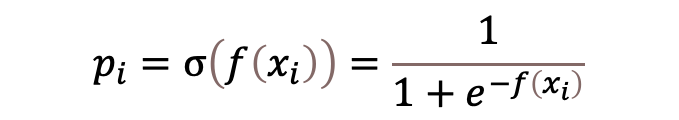 pᵢ = σ(f(xᵢ)) = 1 / (1 + e^(−f(xᵢ)))